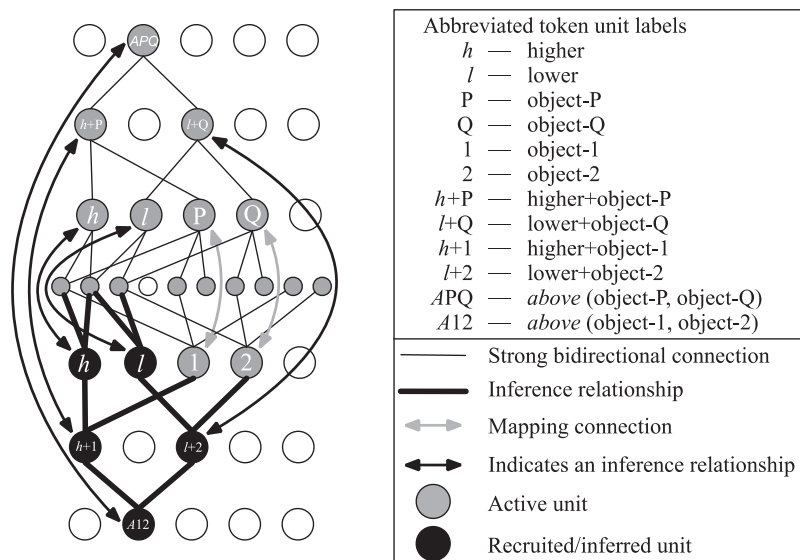 APQ
h+P
l+Q
h
l
P
Q
h
l
1
2
h+1
l+2
A12
Abbreviated token unit labels
h — higher
l — lower
P — object-P
Q — object-Q
1 — object-1
2 — object-2
h+P — higher+object-P
l+Q — lower+object-Q
h+1 — higher+object-1
l+2 — lower+object-2
APQ — above (object-P, object-Q)
A12 — above (object-1, object-2)
Strong bidirectional connection
Inference relationship
Mapping connection
Indicates an inference relationship
Active unit
Recruited/inferred unit